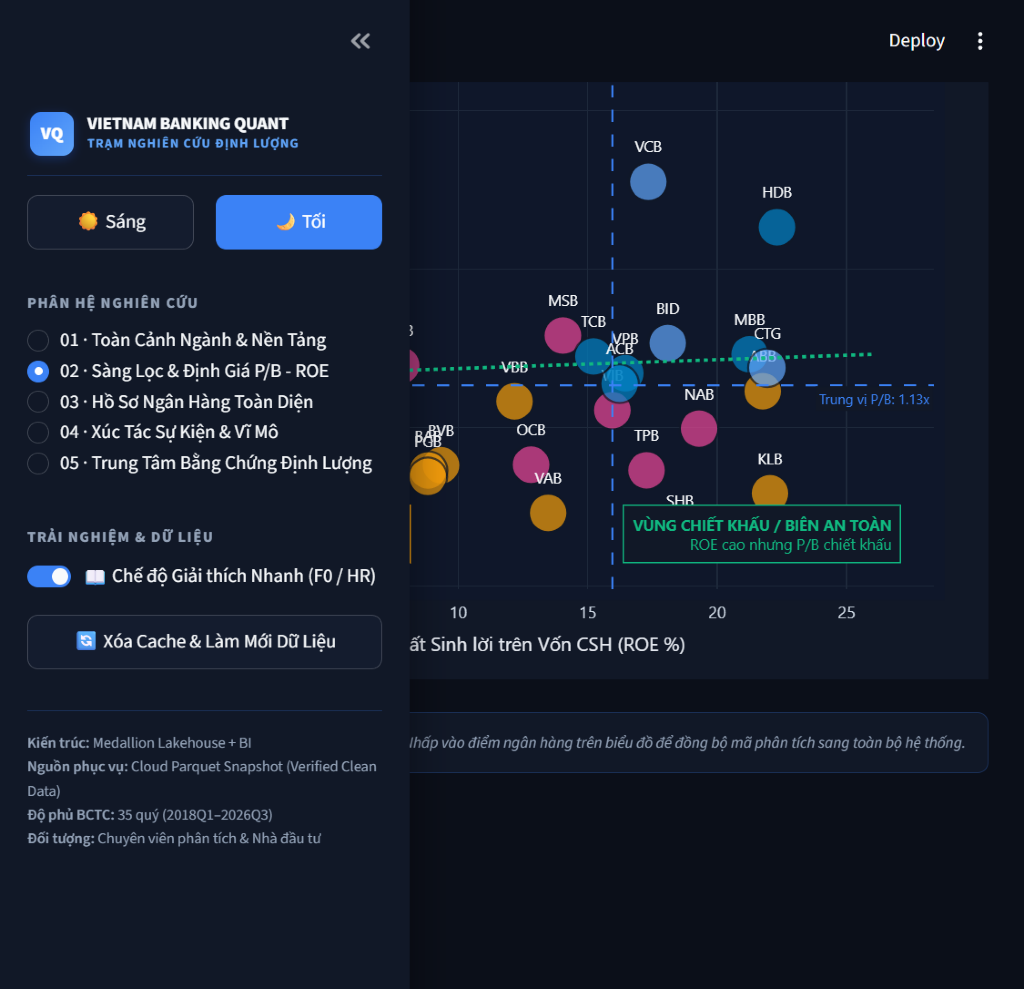 Deploy
VQ
VIETNAM BANKING QUANT
TRẠM NGHIÊN CỨU ĐỊNH LƯỢNG
Sáng
Tối
PHÂN HỆ NGHIÊN CỨU
01 · Toàn Cảnh Ngành & Nền Tảng
02 · Sàng Lọc & Định Giá P/B - ROE
03 · Hồ Sơ Ngân Hàng Toàn Diện
04 · Xúc Tác Sự Kiện & Vĩ Mô
05 · Trung Tâm Bằng Chứng Định Lượng
TRẢI NGHIỆM & DỮ LIỆU
Chế độ Giải thích Nhanh (F0 / HR)
Xóa Cache & Làm Mới Dữ Liệu
Kiến trúc: Medallion Lakehouse + BI
Nguồn phục vụ: Cloud Parquet Snapshot (Verified Clean
Data)
Độ phủ BCTC: 35 quý (2018Q1–2026Q3)
Đối tượng: Chuyên viên phân tích & Nhà đầu tư
VCB
HDB
MSB
TCB
BID
VPB
ACB
MBB
CTG
ABB
VIB
VBB
Trung vị P/B: 1.13x
NAB
OCB
BVB
BAB
PGB
TPB
VAB
KLB
SHB
VÙNG CHIẾT KHẤU / BIÊN AN TOÀN
ROE cao nhưng P/B chiết khấu
10
15
20
25
ất Sinh lời trên Vốn CSH (ROE %)
Nhấp vào điểm ngân hàng trên biểu đồ để đồng bộ mã phân tích sang toàn bộ hệ thống.